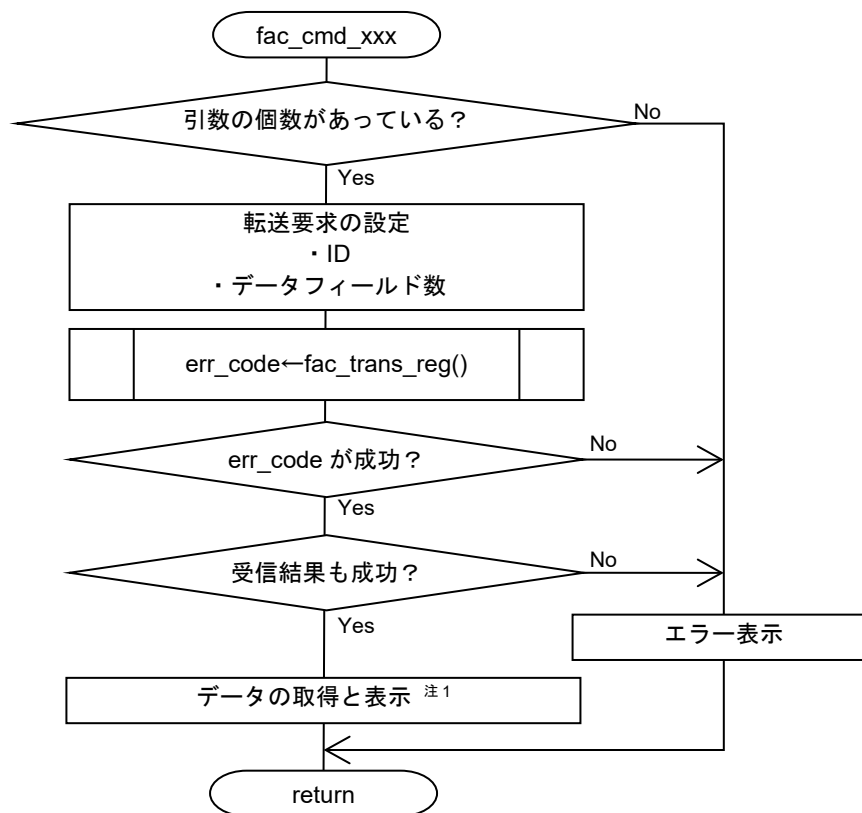 fac_cmd_xxx
引数の個数があっている？
No
Yes
転送要求の設定
・ID
・データフィールド数
err_code←fac_trans_reg()
err_code が成功？
No
Yes
受信結果も成功？
No
Yes
エラー表示
データの取得と表示 注1
return